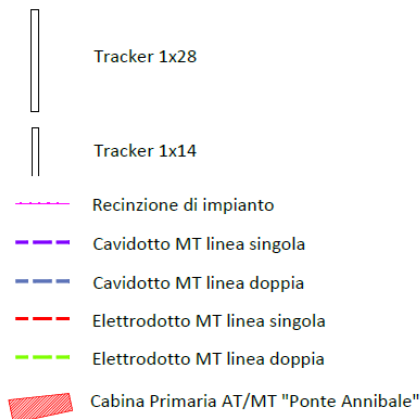 Tracker 1x28
Tracker 1x14
Recinzione di impianto
Cavidotto MT linea singola
Cavidotto MT linea doppia
Elettrodotto MT linea singola
Elettrodotto MT linea doppia
Cabina Primaria AT/MT "Ponte Annibale"